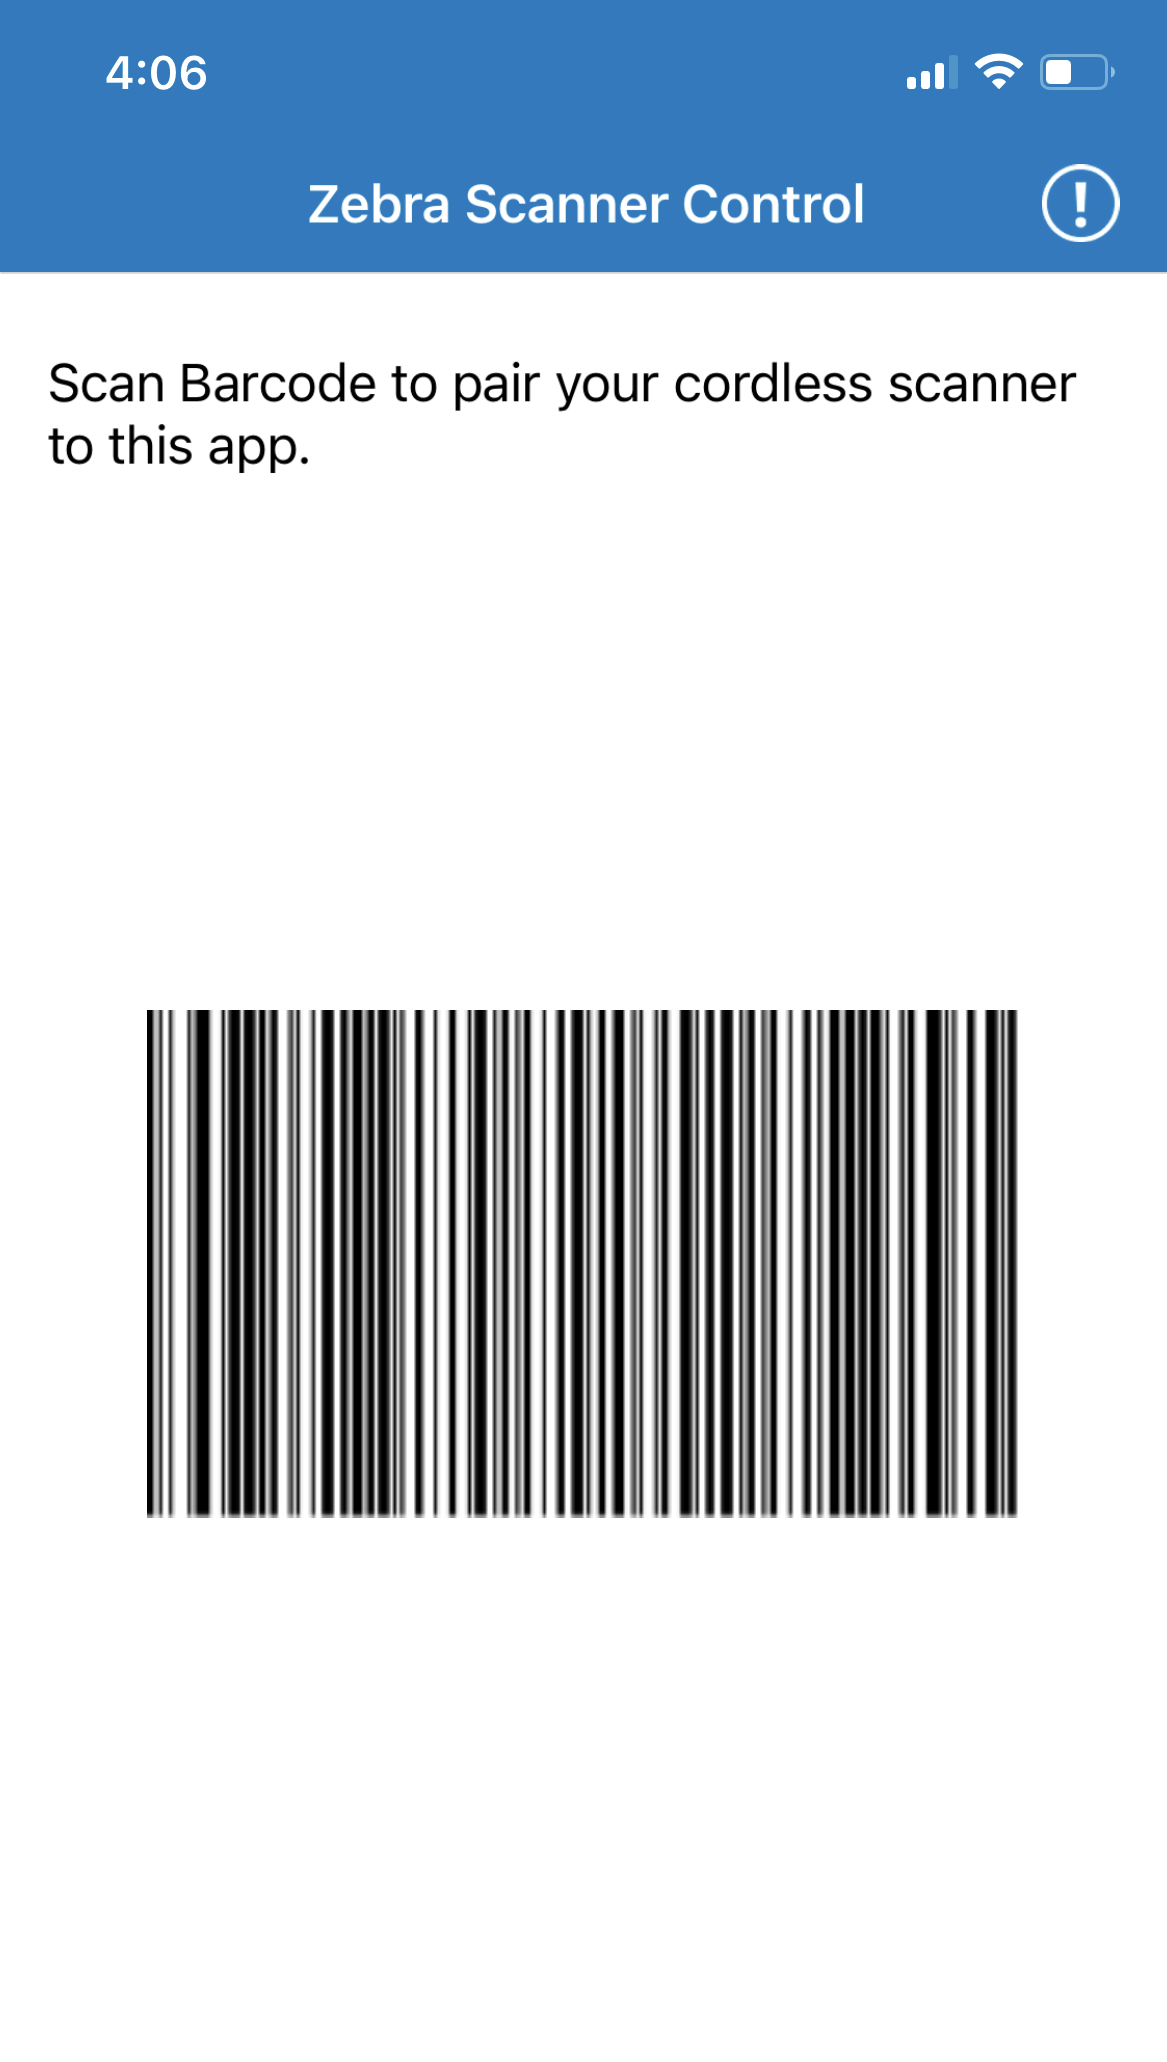 4:06
Zebra Scanner Control
!
Scan Barcode to pair your cordless scanner
to this app.